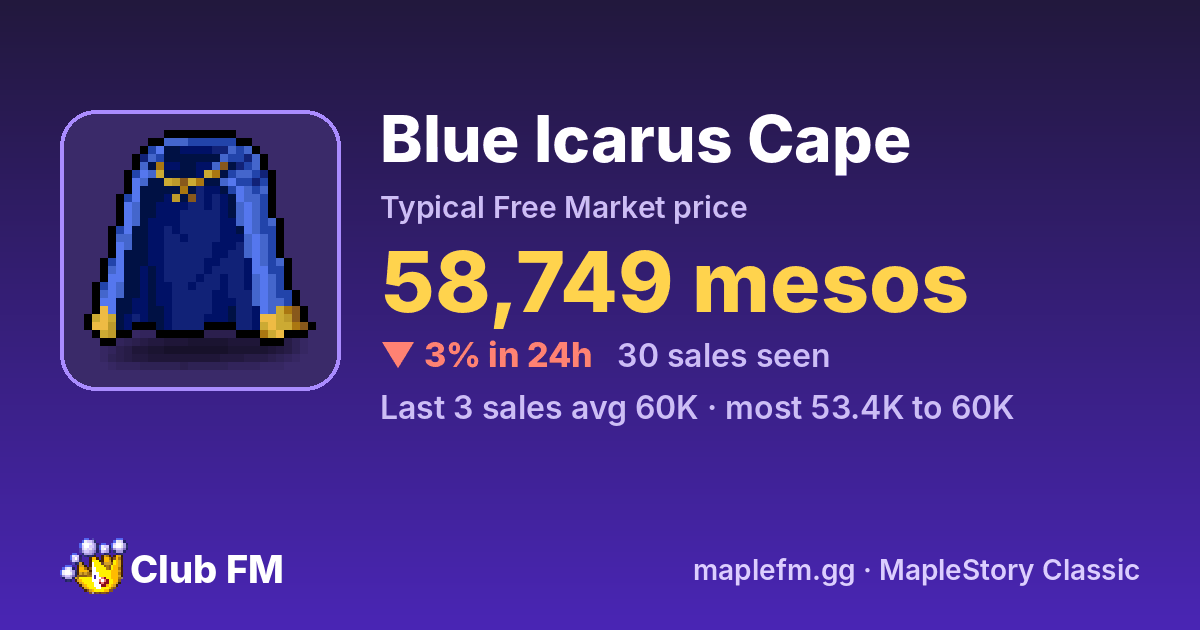 Blue Icarus Cape
Typical Free Market price
58,749 mesos
▼ 3% in 24h 30 sales seen
Last 3 sales avg 60K · most 53.4K to 60K
Club FM
maplefm.gg · MapleStory Classic